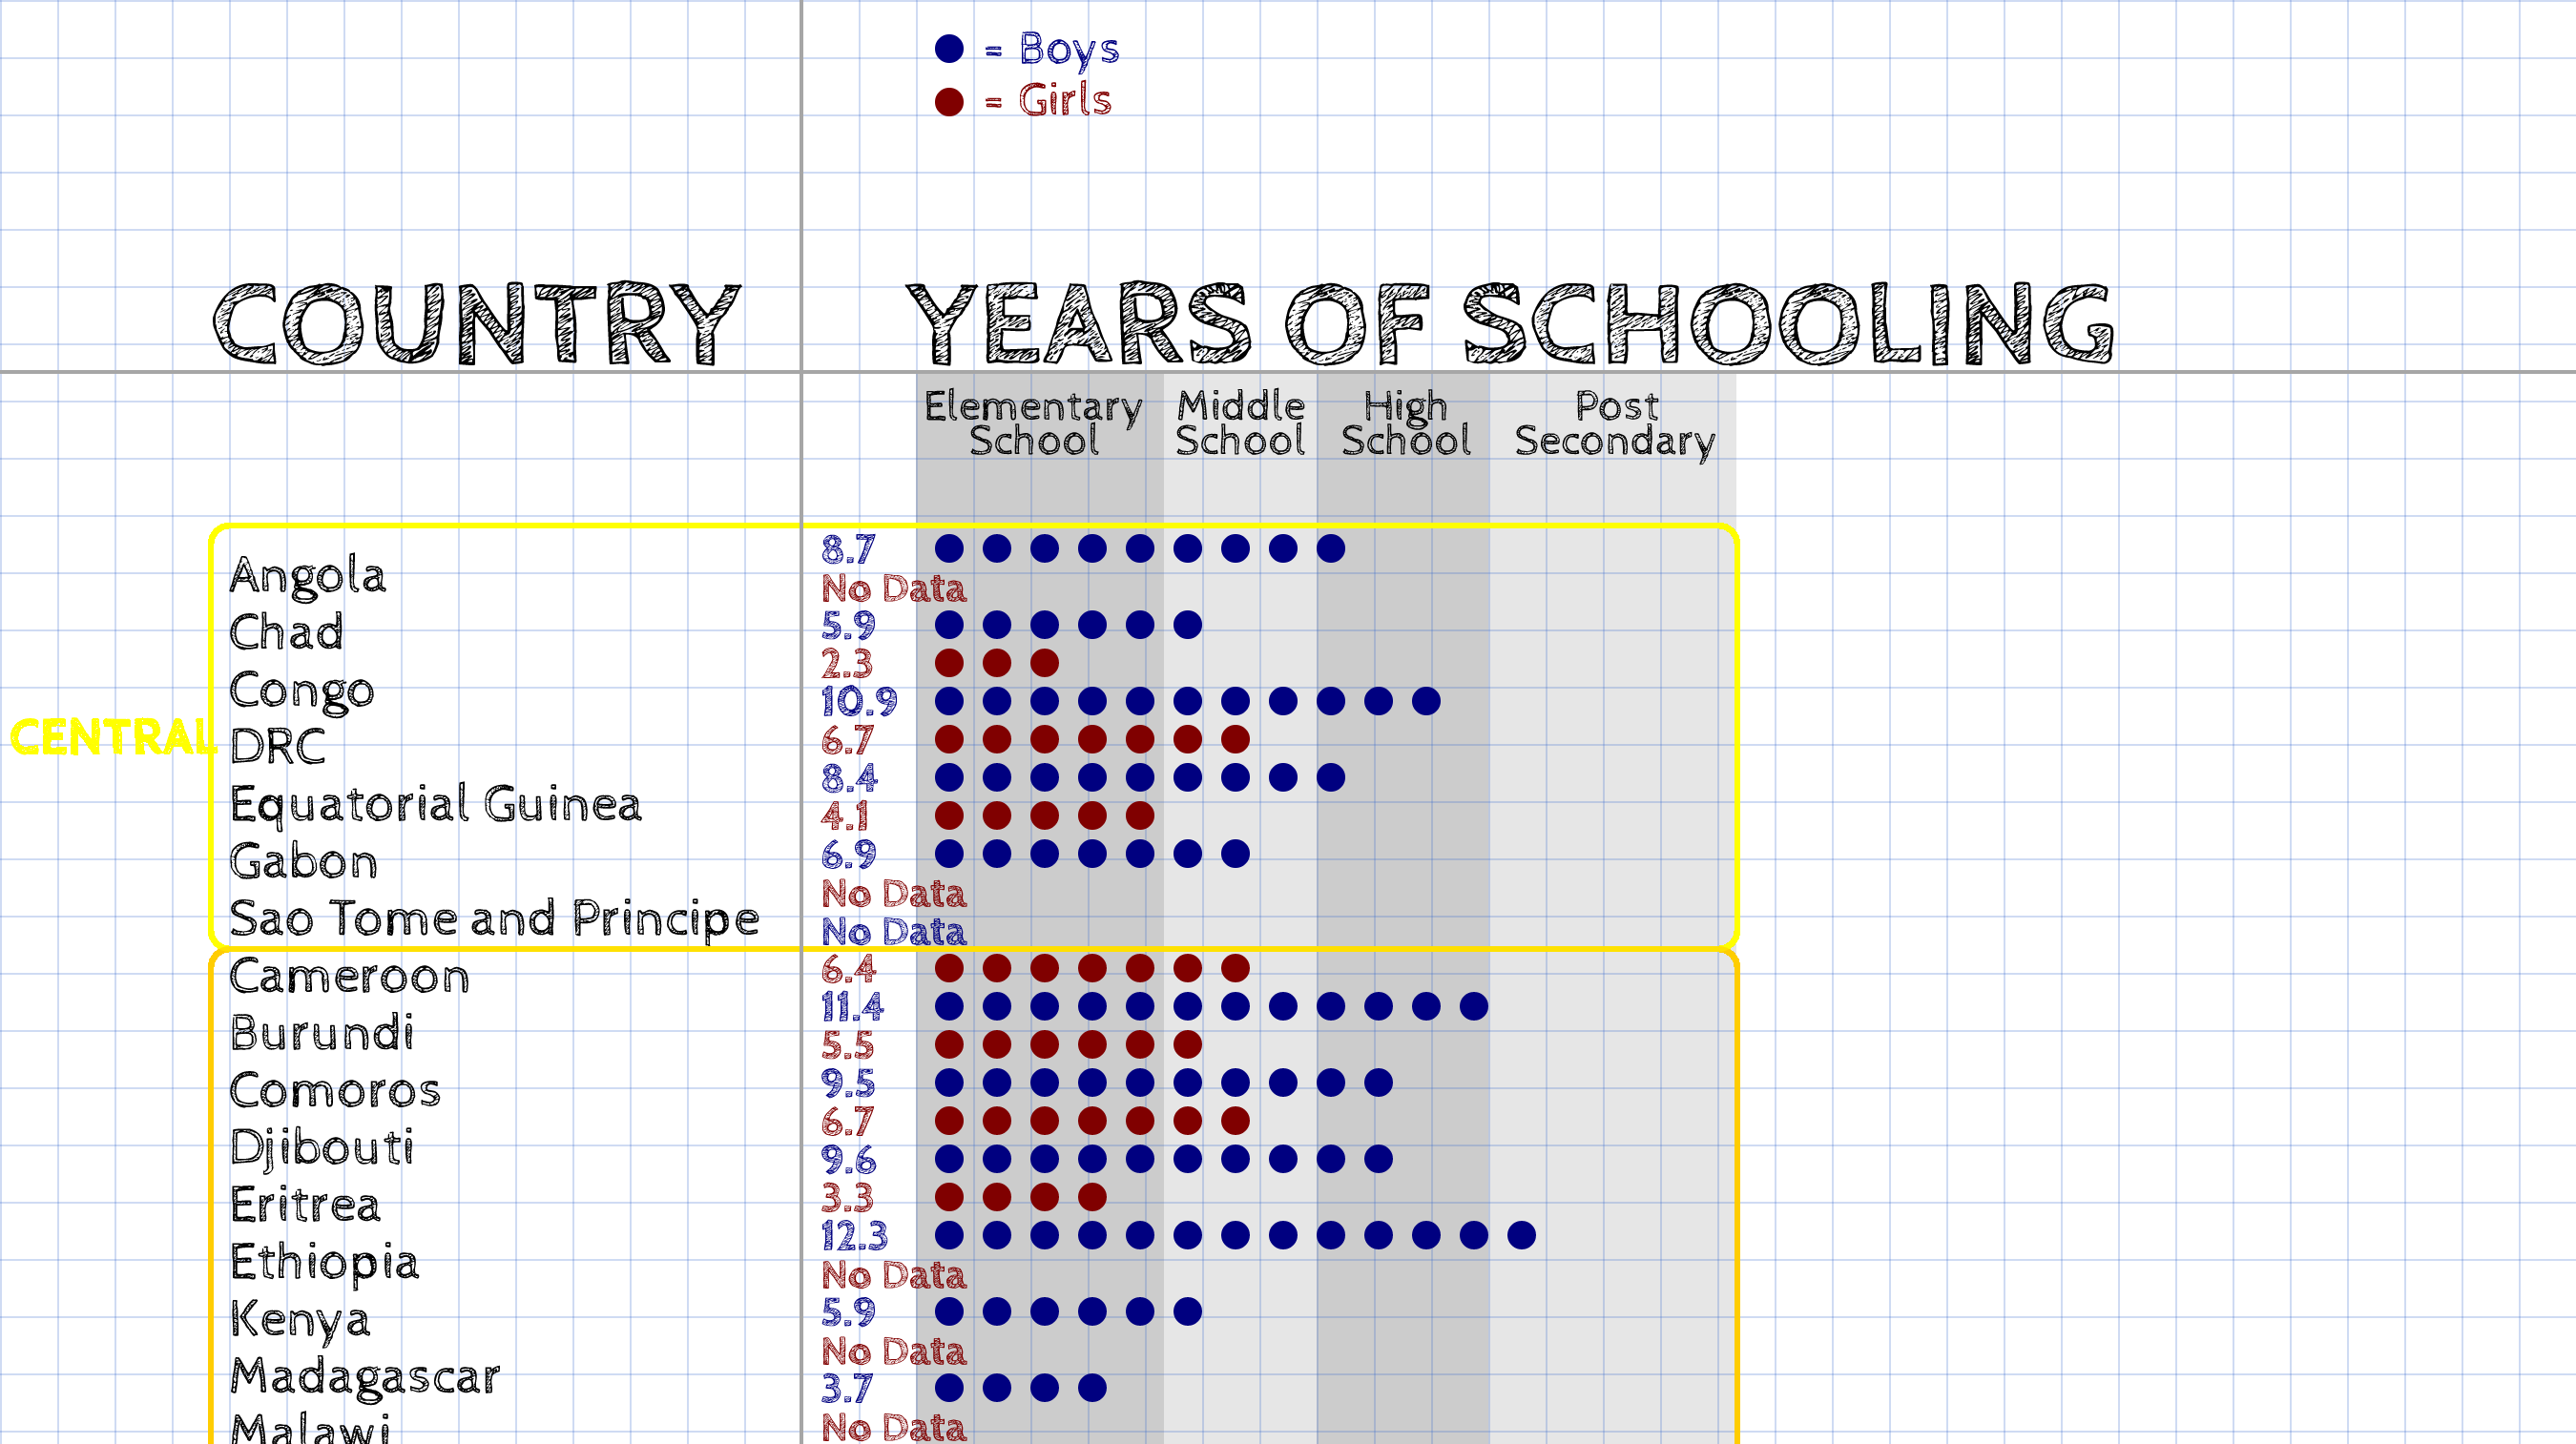 = Boys
= Girls
COUNTRY YEARS OF SCHOOLING
Elementary School
Middle School
High School
Post Secondary
CENTRAL
Angola
Chad
Congo
DRC
Equatorial Guinea
Gabon
Sao Tome and Principe
Cameroon
Burundi
Comoros
Djibouti
Eritrea
Ethiopia
Kenya
Madagascar
Malawi
8.7
No Data
5.9
2.3
10.9
6.7
8.4
4.1
6.9
No Data
No Data
6.4
11.4
5.5
9.5
6.7
9.6
3.3
12.3
No Data
5.9
No Data
3.7
No Data